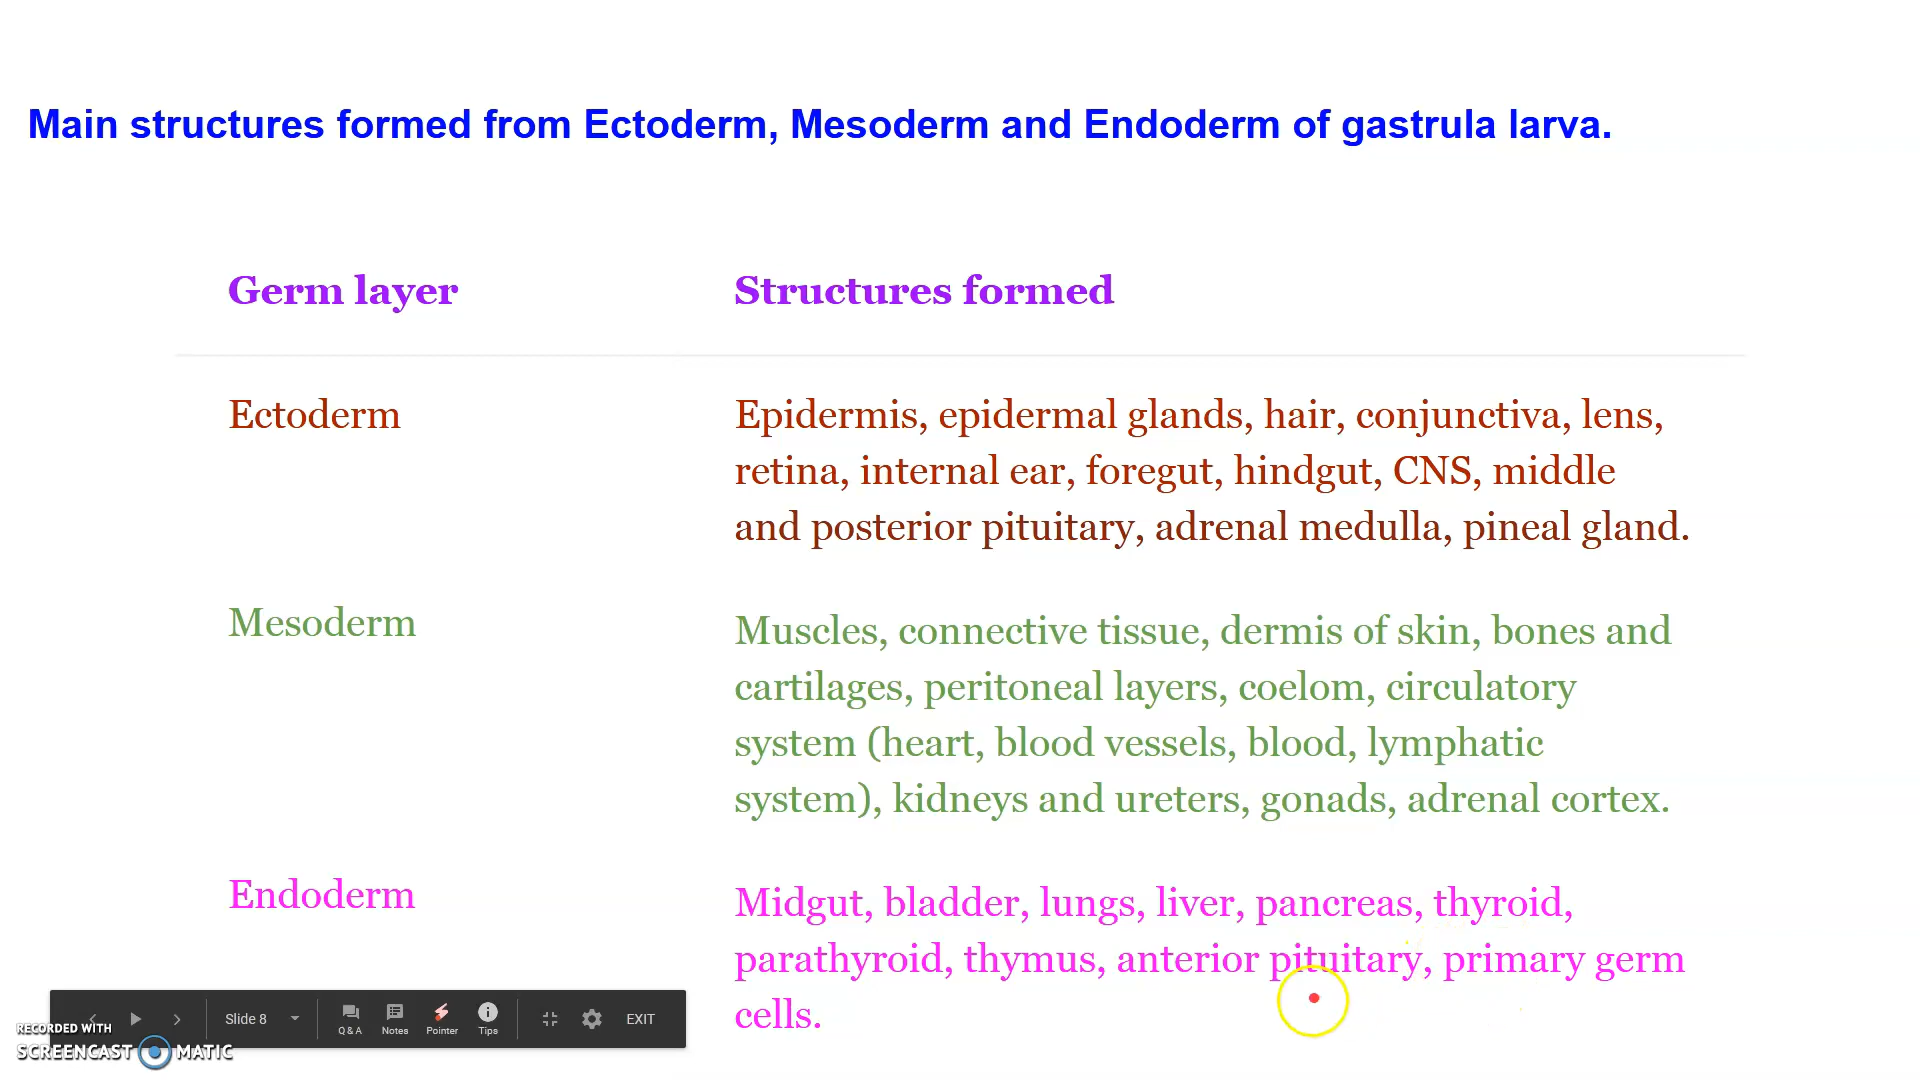 Main structures formed from Ectoderm, Mesoderm and Endoderm of gastrula larva.
Germ layer
Structures formed
Ectoderm
Epidermis, epidermal glands, hair, conjunctiva, lens,
retina, internal ear, foregut, hindgut, CNS, middle
and posterior pituitary, adrenal medulla, pineal gland.
Mesoderm
Muscles, connective tissue, dermis of skin, bones and
cartilages, peritoneal layers, coelom, circulatory
system (heart, blood vessels, blood, lymphatic
system), kidneys and ureters, gonads, adrenal cortex.
Endoderm
Midgut, bladder, lungs, liver, pancreas, thyroid,
parathyroid, thymus, anterior pituitary, primary germ
cells.
Slide 8
Q & A
Notes
Pointer
Tips
EXIT
RECORDED WITH
SCREENCAST MATIC